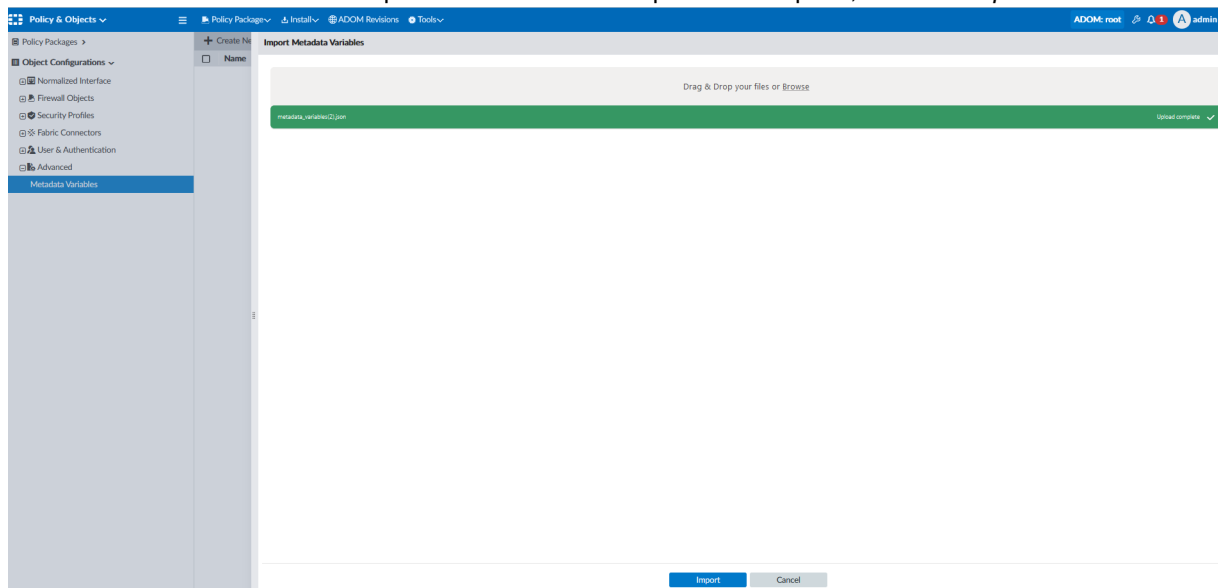 Policy & Objects
Policy Package
Install
ADOM Revisions
Tools
ADOM: root
1
A
admin
Policy Packages
Object Configurations
Normalized Interface
Firewall Objects
Security Profiles
Fabric Connectors
User & Authentication
Advanced
Metadata Variables
+ Create Ne
Name
Import Metadata Variables
Drag & Drop your files or Browse
metadata_variables(2).json
Upload complete
Import
Cancel